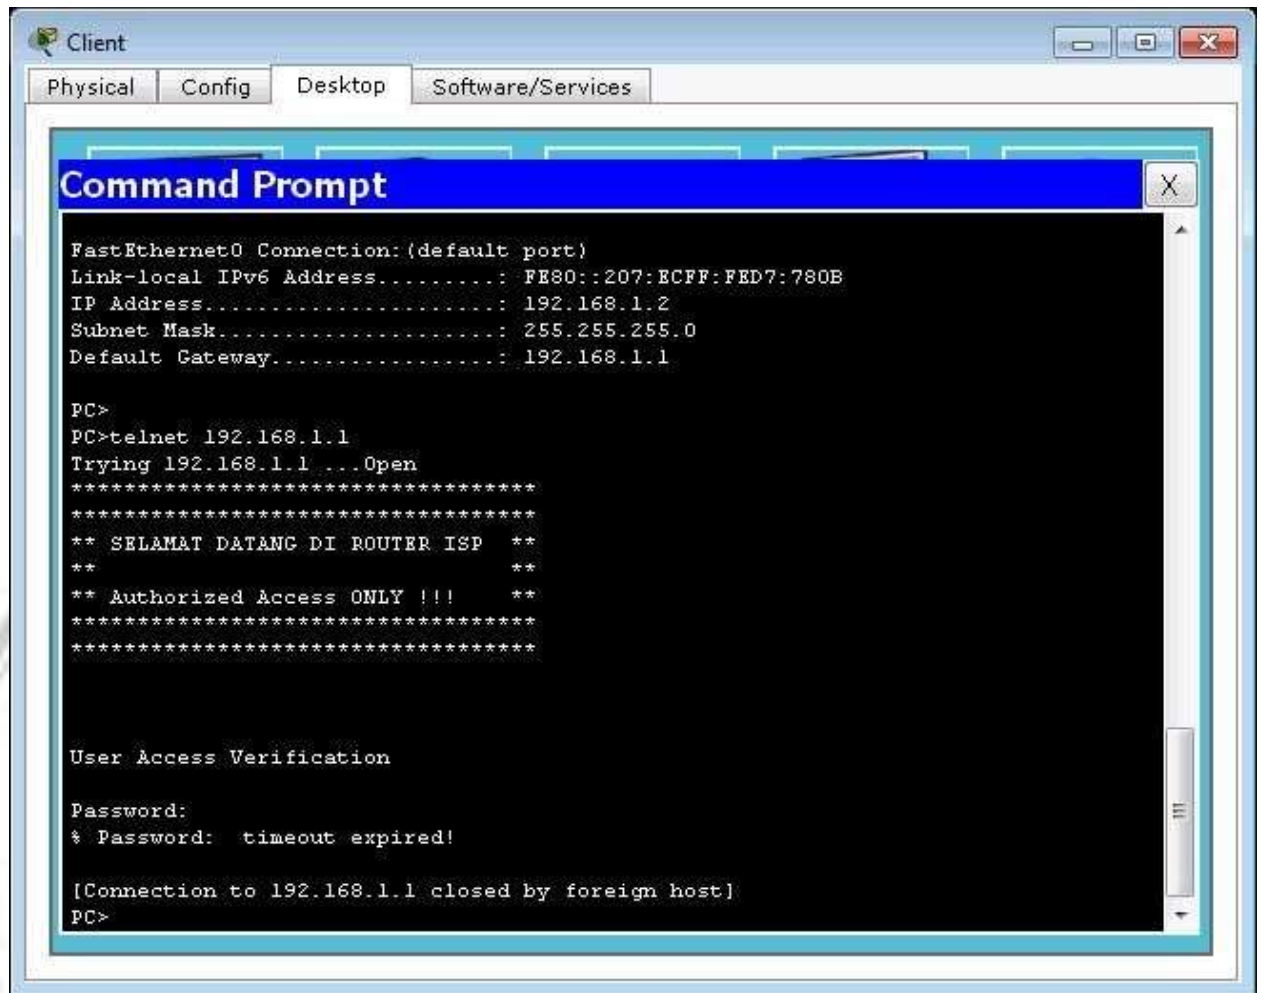 Client
Physical Config Desktop Software/Services
Command Prompt X
FastEthernet0 Connection:(default port)
Link-local IPv6 Address.........: FE80::207:ECFF:FED7:780B
IP Address......................: 192.168.1.2
Subnet Mask.....................: 255.255.255.0
Default Gateway.................: 192.168.1.1
PC>
PC>telnet 192.168.1.1
Trying 192.168.1.1 ...Open
***********************************
***********************************
** SELAMAT DATANG DI ROUTER ISP  **
**                               **
** Authorized Access ONLY !!!    **
***********************************
***********************************
User Access Verification
Password:
% Password:  timeout expired!
[Connection to 192.168.1.1 closed by foreign host]
PC>